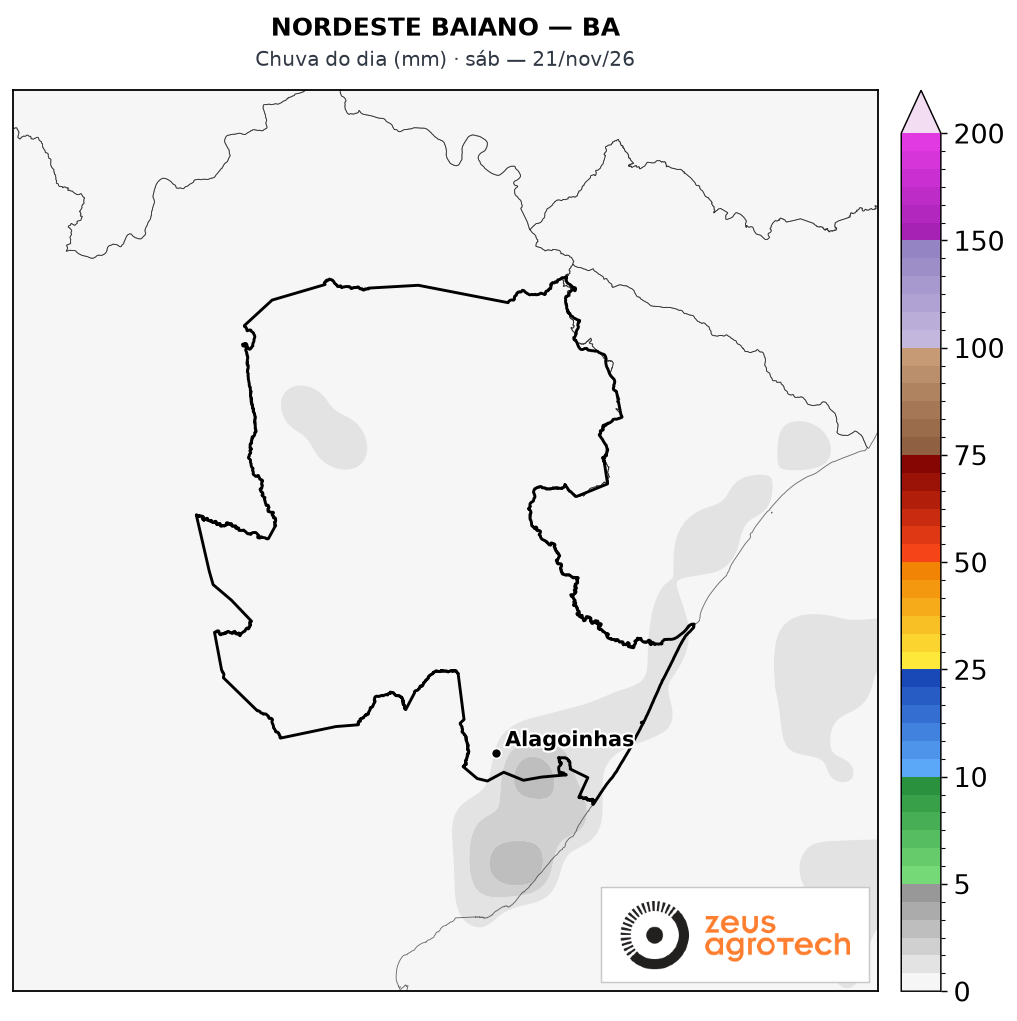 NORDESTE BAIANO — BA
Chuva do dia (mm) · sáb — 21/nov/26
200
150
100
75
50
25
10
5
0
Alagoinhas
zeus
agroTech